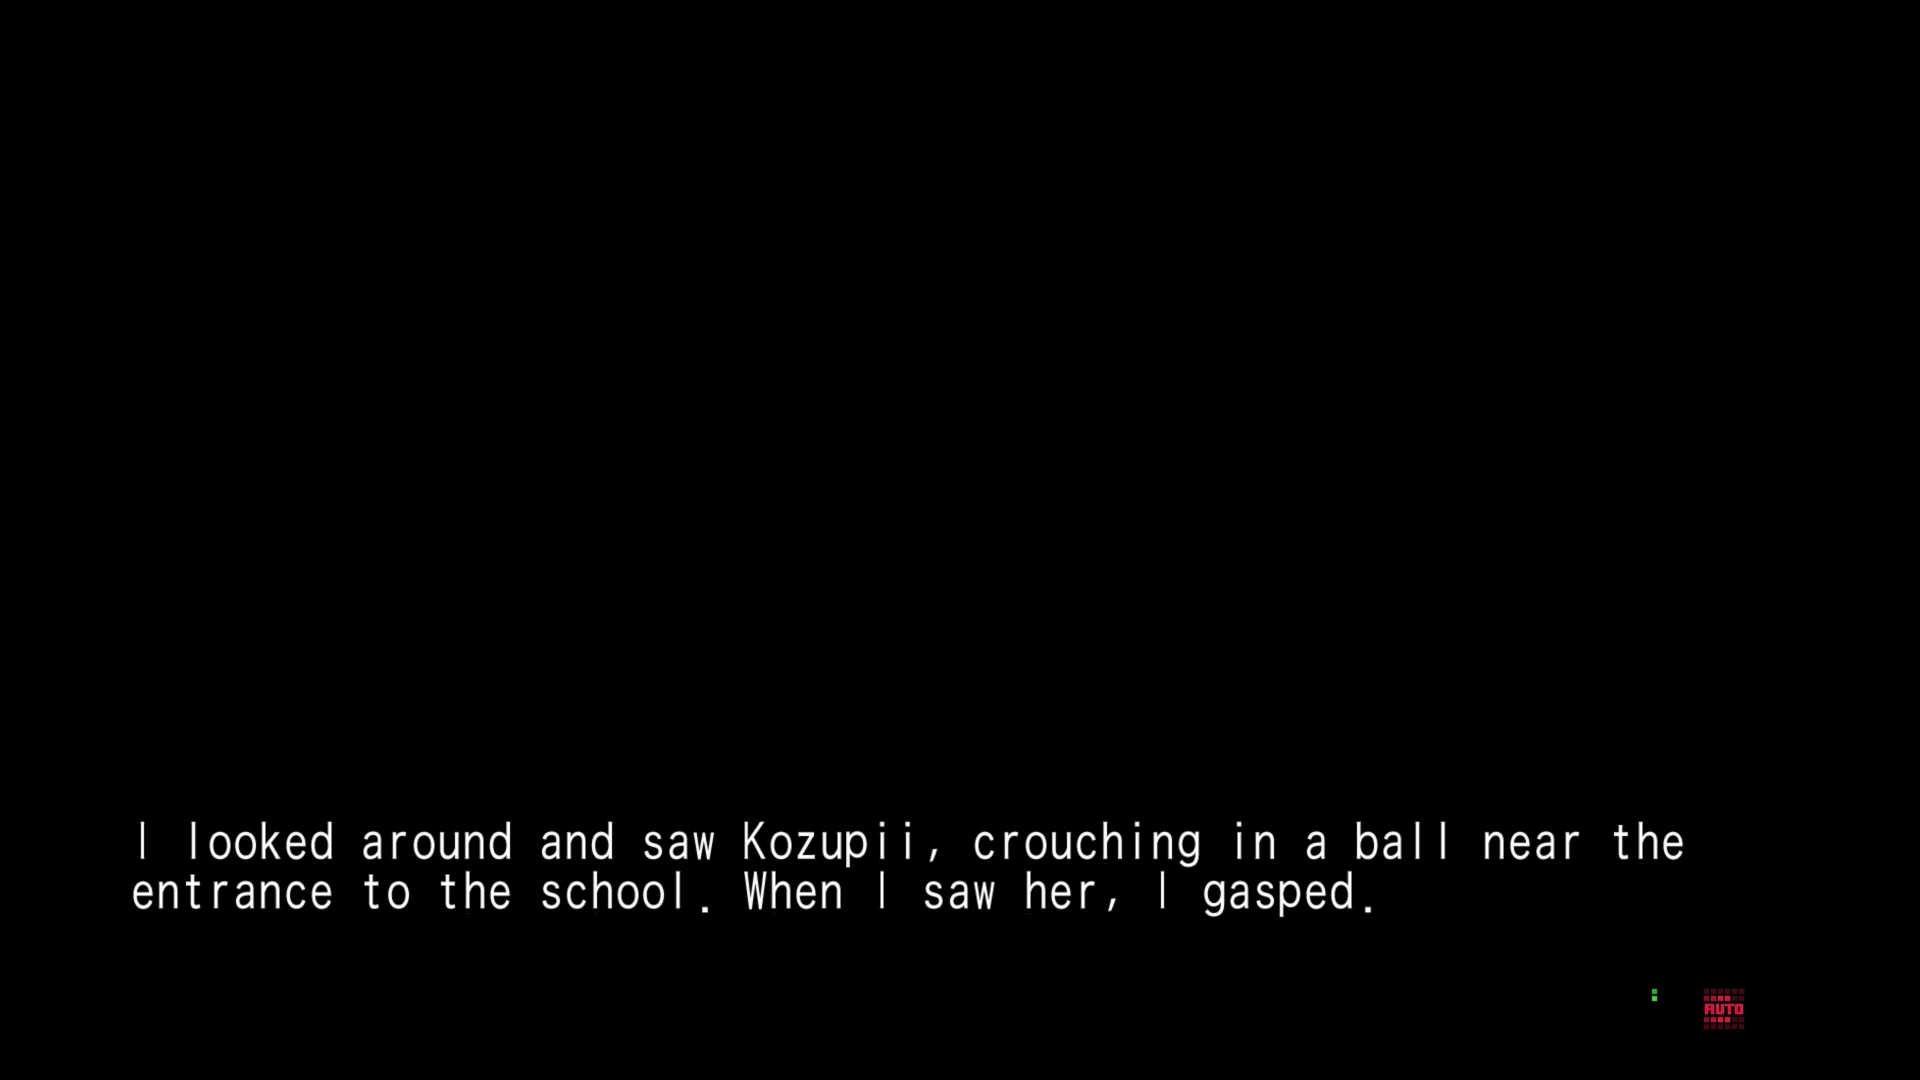 I looked around and saw Kozupii, crouching in a ball near the
entrance to the school. When I saw her, I gasped.
AUTO